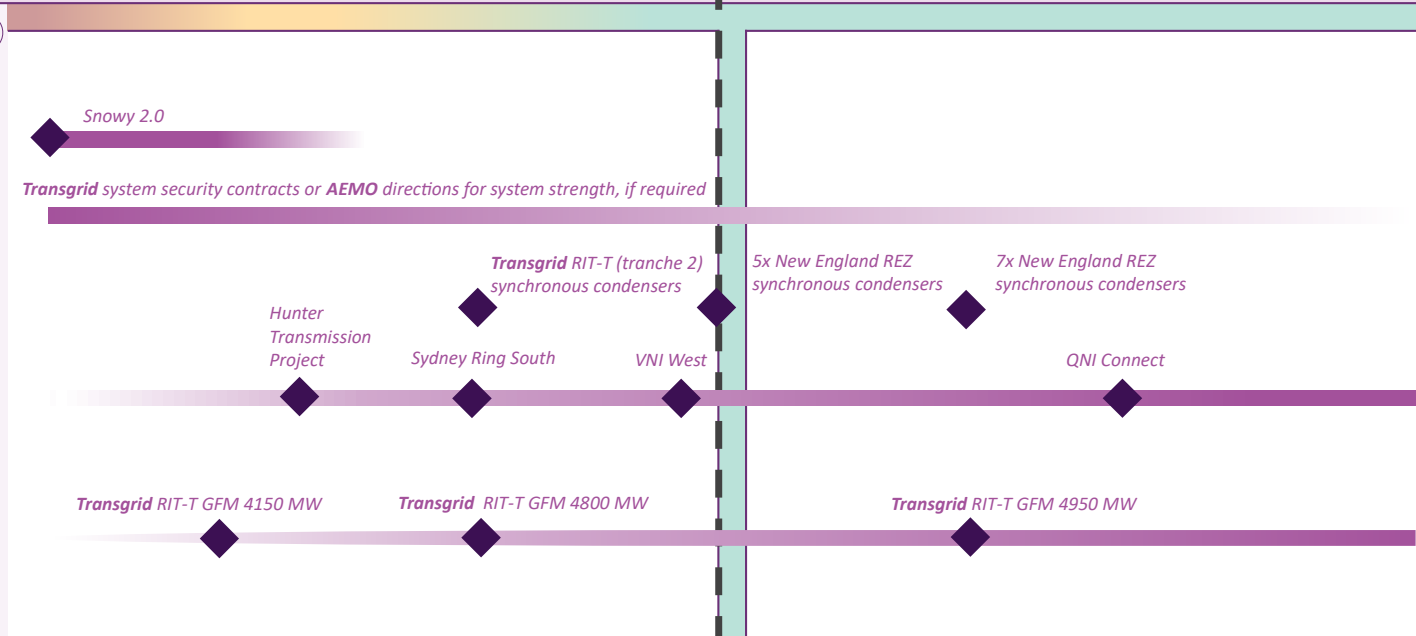 Snowy 2.0
Transgrid system security contracts or AEMO directions for system strength, if required
Transgrid RIT-T (tranche 2)
synchronous condensers
5x New England REZ
synchronous condensers
7x New England REZ
synchronous condensers
Hunter
Transmission
Project
Sydney Ring South
VNI West
QNI Connect
Transgrid RIT-T GFM 4150 MW
Transgrid RIT-T GFM 4800 MW
Transgrid RIT-T GFM 4950 MW